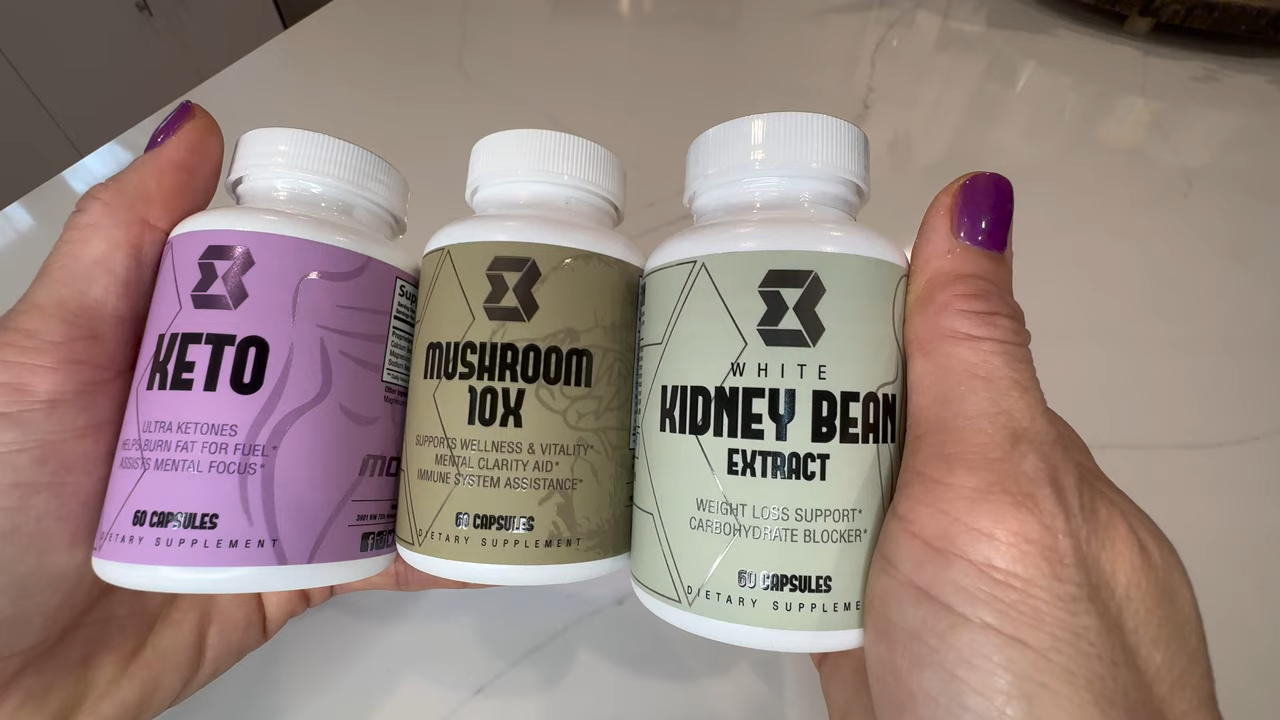 KETO
ULTRA KETONES
HELPS BURN FAT FOR FUEL*
ASSISTS MENTAL FOCUS*
60 CAPSULES
DIETARY SUPPLEMENT
MUSHROOM
10X
SUPPORTS WELLNESS & VITALITY*
MENTAL CLARITY AID*
IMMUNE SYSTEM ASSISTANCE*
60 CAPSULES
DIETARY SUPPLEMENT
WHITE
KIDNEY BEAN
EXTRACT
WEIGHT LOSS SUPPORT*
CARBOHYDRATE BLOCKER*
60 CAPSULES
DIETARY SUPPLEME